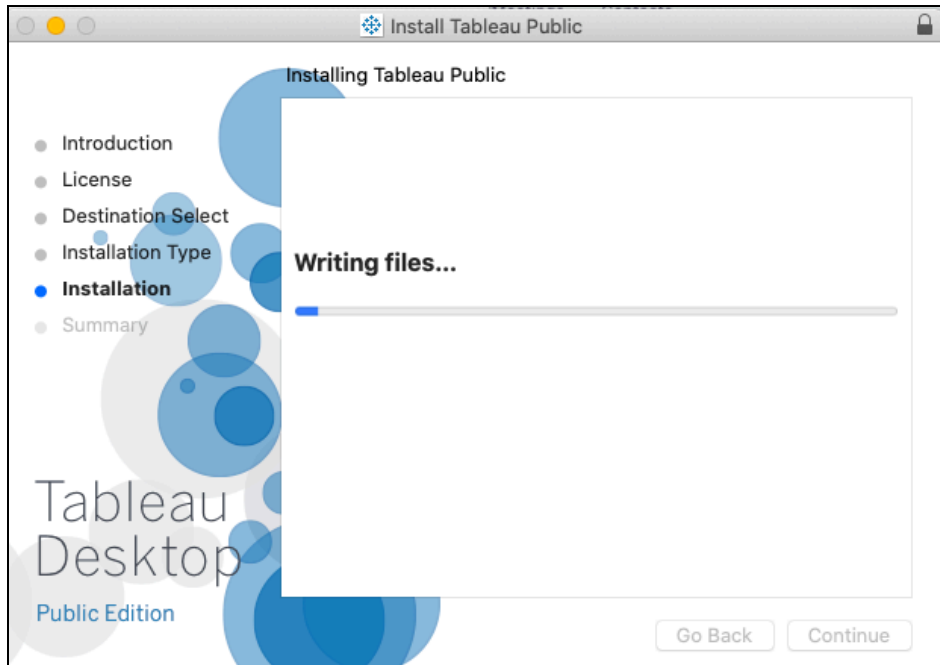 Install Tableau Public
Installing Tableau Public
Introduction
License
Destination Select
Installation Type
Installation
Summary
Writing files...
Tableau
Desktop
Public Edition
Go Back
Continue